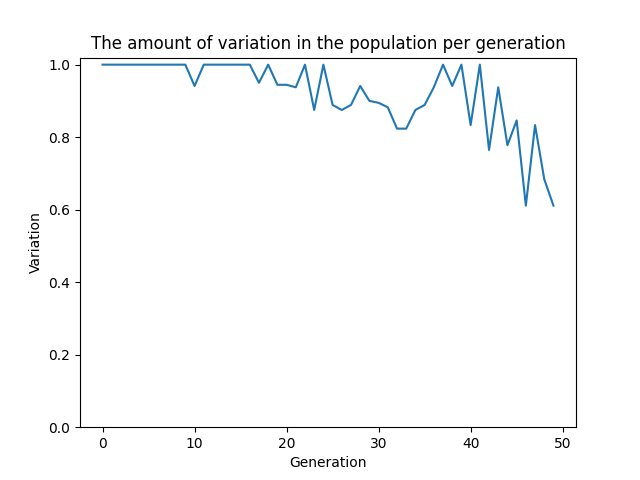 The amount of variation in the population per generation
1.0
0.8
0.6
0.4
0.2
0.0
Variation
0 10 20 30 40 50
Generation